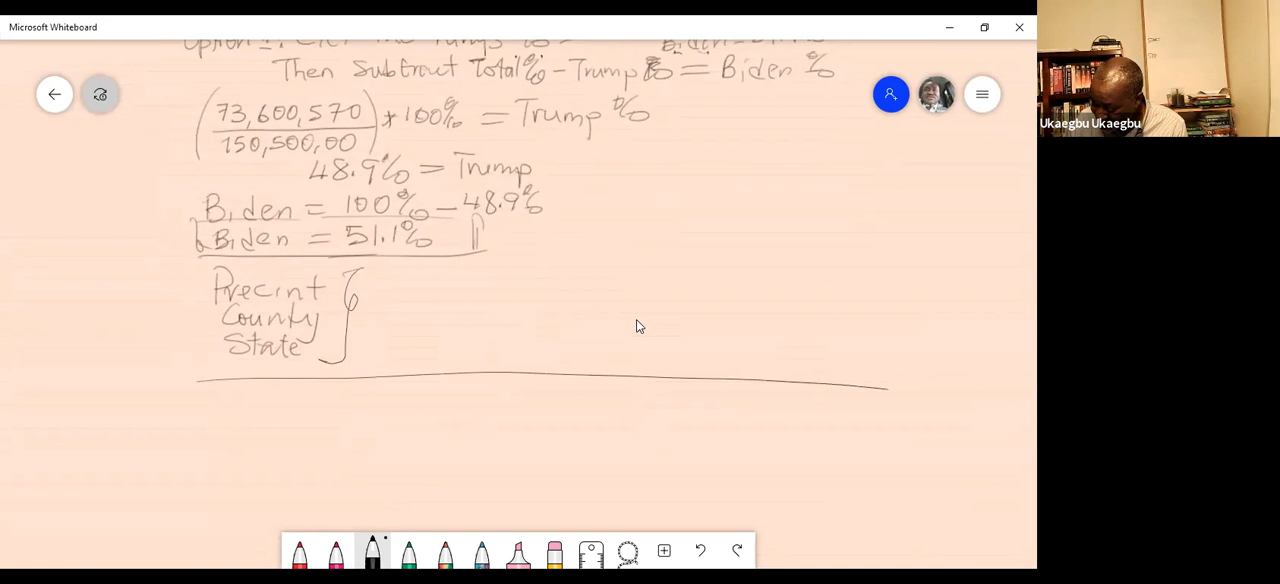 Microsoft Whiteboard
Then Subtract Total % - Trump % = Biden %
Ukaegbu Ukaegbu
73,600,570
150,500,00
* 100% = Trump %
48.9% = Trump
Biden = 100% - 48.9%
Biden = 51.1%
Precint
County
State